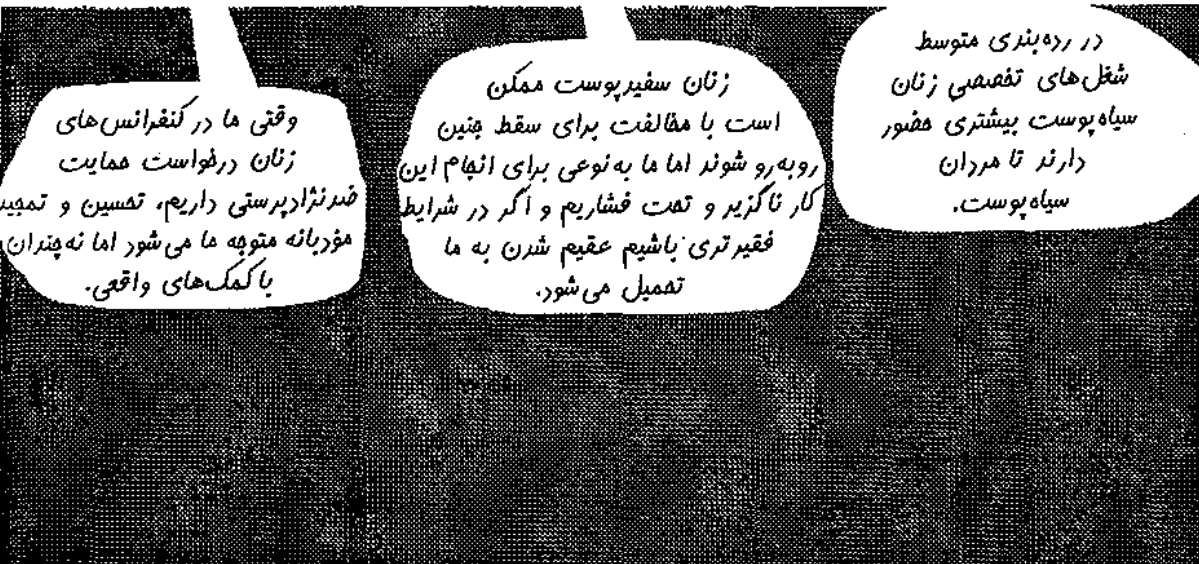 در رده‌بندی متوسط
شغل‌های تخصصیِ زنان
سیاه‌پوست بیشتری حضور
دارند تا مردان
سیاه‌پوست.
زنان سفیدپوست ممکن
است با مخالفت برای سقط جنین
روبه‌رو شوند اما ما به نوعی برای انجام این
کار ناگزیر و تحت فشاریم و اگر در شرایط
فقیرتری باشیم عقیم شدن به ما
تحمیل می‌شود.
وقتی ما در کنفرانس‌های
زنان درخواست حمایت
ضدنژادپرستی داریم، تحسین و تمجید
مؤدبانه متوجه ما می‌شود اما نه چندان
با کمک‌های واقعی.